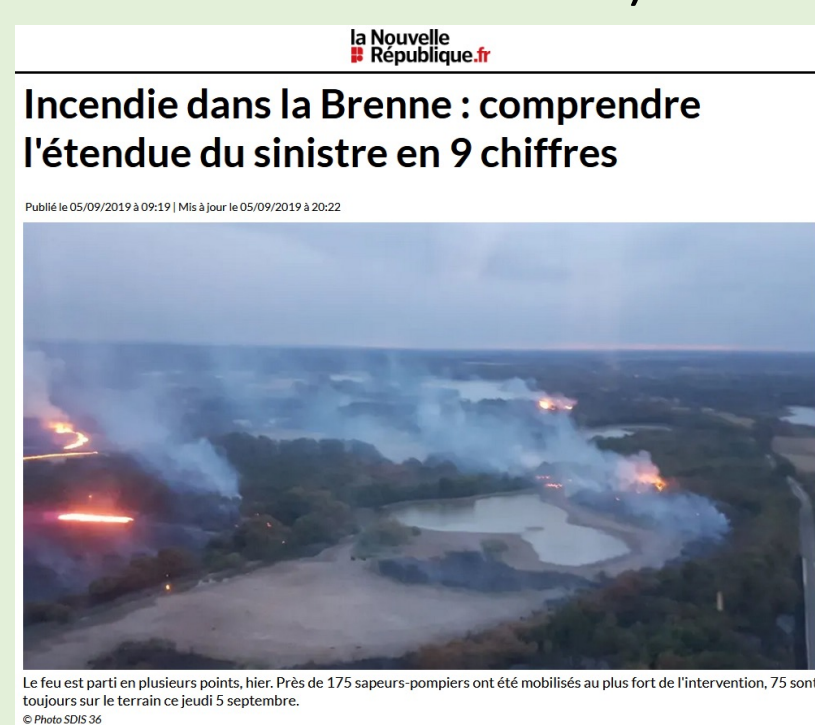 la Nouvelle
République.fr
Incendie dans la Brenne : comprendre
l'étendue du sinistre en 9 chiffres
Publié le 05/09/2019 à 09:19 | Mis à jour le 05/09/2019 à 20:22
Le feu est parti en plusieurs points, hier. Près de 175 sapeurs-pompiers ont été mobilisés au plus fort de l'intervention, 75 sont
toujours sur le terrain ce jeudi 5 septembre.
© Photo SDIS 36